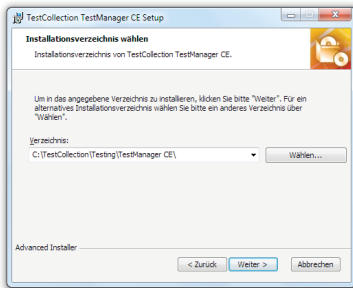 TestCollection TestManager CE Setup
Installationsverzeichnis wählen
Installationsverzeichnis von TestCollection TestManager CE.
Um in das angegebene Verzeichnis zu installieren, klicken Sie bitte "Weiter". Für ein
alternatives Installationsverzeichnis wählen Sie bitte ein anderes Verzeichnis über
"Wählen".
Verzeichnis:
C:\TestCollection\Testing\TestManager CE\
Wählen...
Advanced Installer
< Zurück
Weiter >
Abbrechen